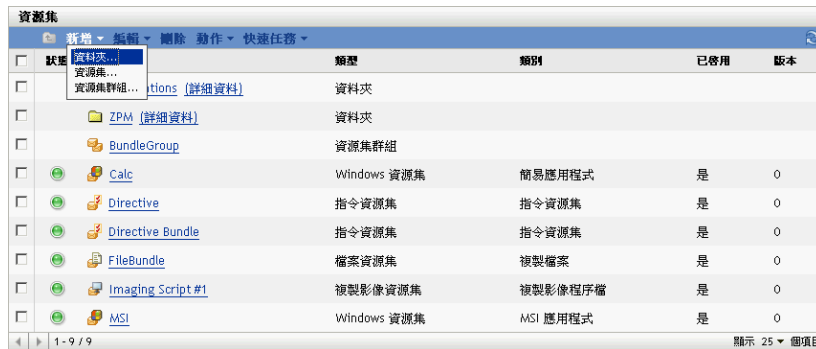 資源集
新增 編輯 刪除 動作 快速任務
狀態 類型 類別 已啓用 版本
資料夾...
資源集...
資源集群組...
ations (詳細資料) 資料夾
ZPM (詳細資料) 資料夾
BundleGroup 資源集群組
Calc Windows 資源集 簡易應用程式 是 0
Directive 指令資源集 指令資源集 是 0
Directive Bundle 指令資源集 指令資源集 是 0
FileBundle 檔案資源集 複製檔案 是 0
Imaging Script #1 複製影像資源集 複製影像程序檔 是 0
MSI Windows 資源集 MSI 應用程式 是 0
1 - 9 / 9 顯示 25 個項目